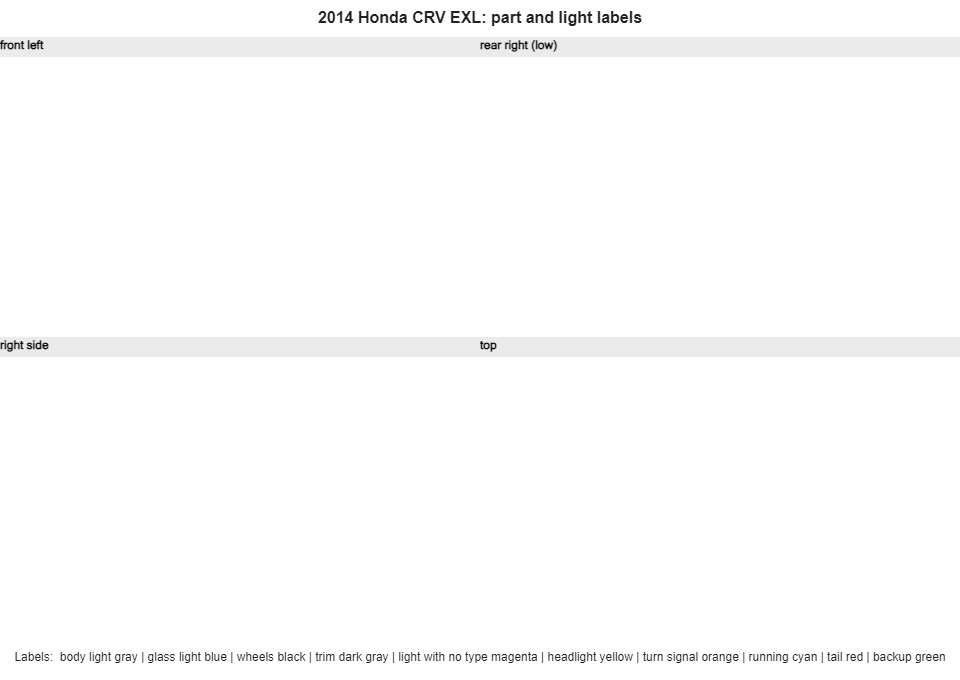 2014 Honda CRV EXL: part and light labels
front left
rear right (low)
right side
top
Labels:  body light gray | glass light blue | wheels black | trim dark gray | light with no type magenta | headlight yellow | turn signal orange | running cyan | tail red | backup green